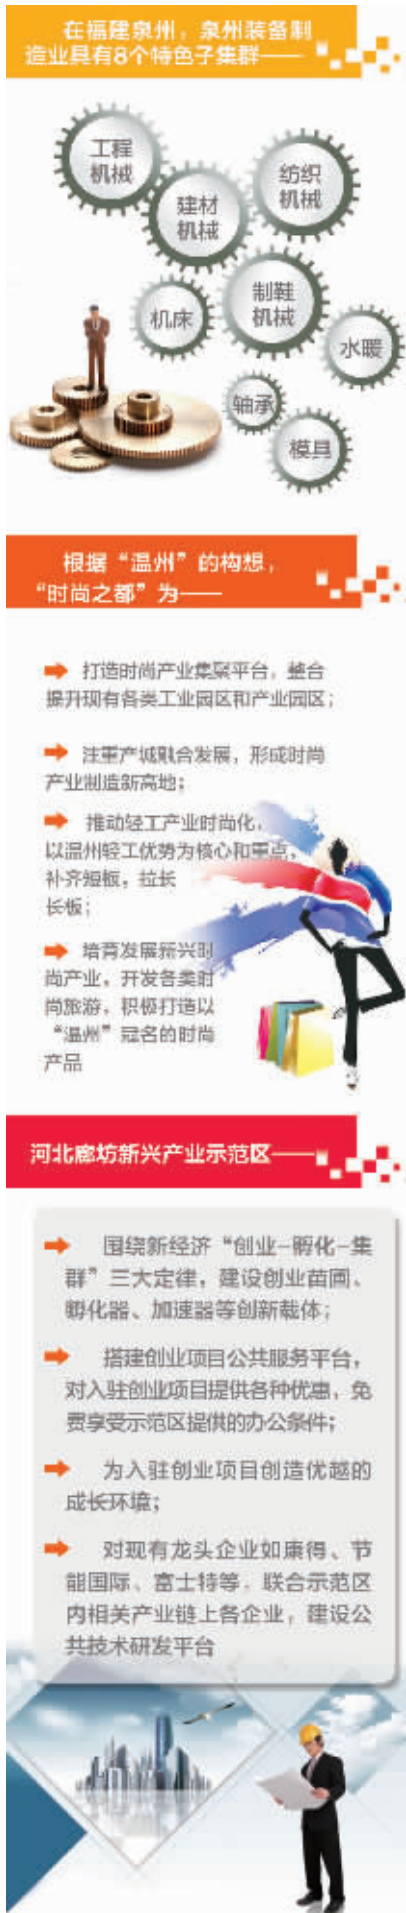 在福建泉州，泉州装备制
造业具有8个特色子集群——
工程
机械
纺织
机械
建材
机械
制鞋
机械
机床
水暖
轴承
模具
根据“温州”的构想，
“时尚之都”为——
打造时尚产业集聚平台，整合
提升现有各类工业园区和产业园区；
注重产城融合发展，形成时尚
产业制造新高地；
推动轻工产业时尚化，
以温州轻工优势为核心和重点，
补齐短板，拉长
长板；
培育发展新兴时
尚产业，开发各类时
尚旅游，积极打造以
“温州”冠名的时尚
产品
河北廊坊新兴产业示范区——
围绕新经济“创业-孵化-集
群”三大定律，建设创业苗圃、
孵化器、加速器等创新载体；
搭建创业项目公共服务平台，
对入驻创业项目提供各种优惠，免
费享受示范区提供的办公条件；
为入驻创业项目创造优越的
成长环境；
对现有龙头企业如康得、节
能国际、富士特等，联合示范区
内相关产业链上各企业，建设公
共技术研发平台